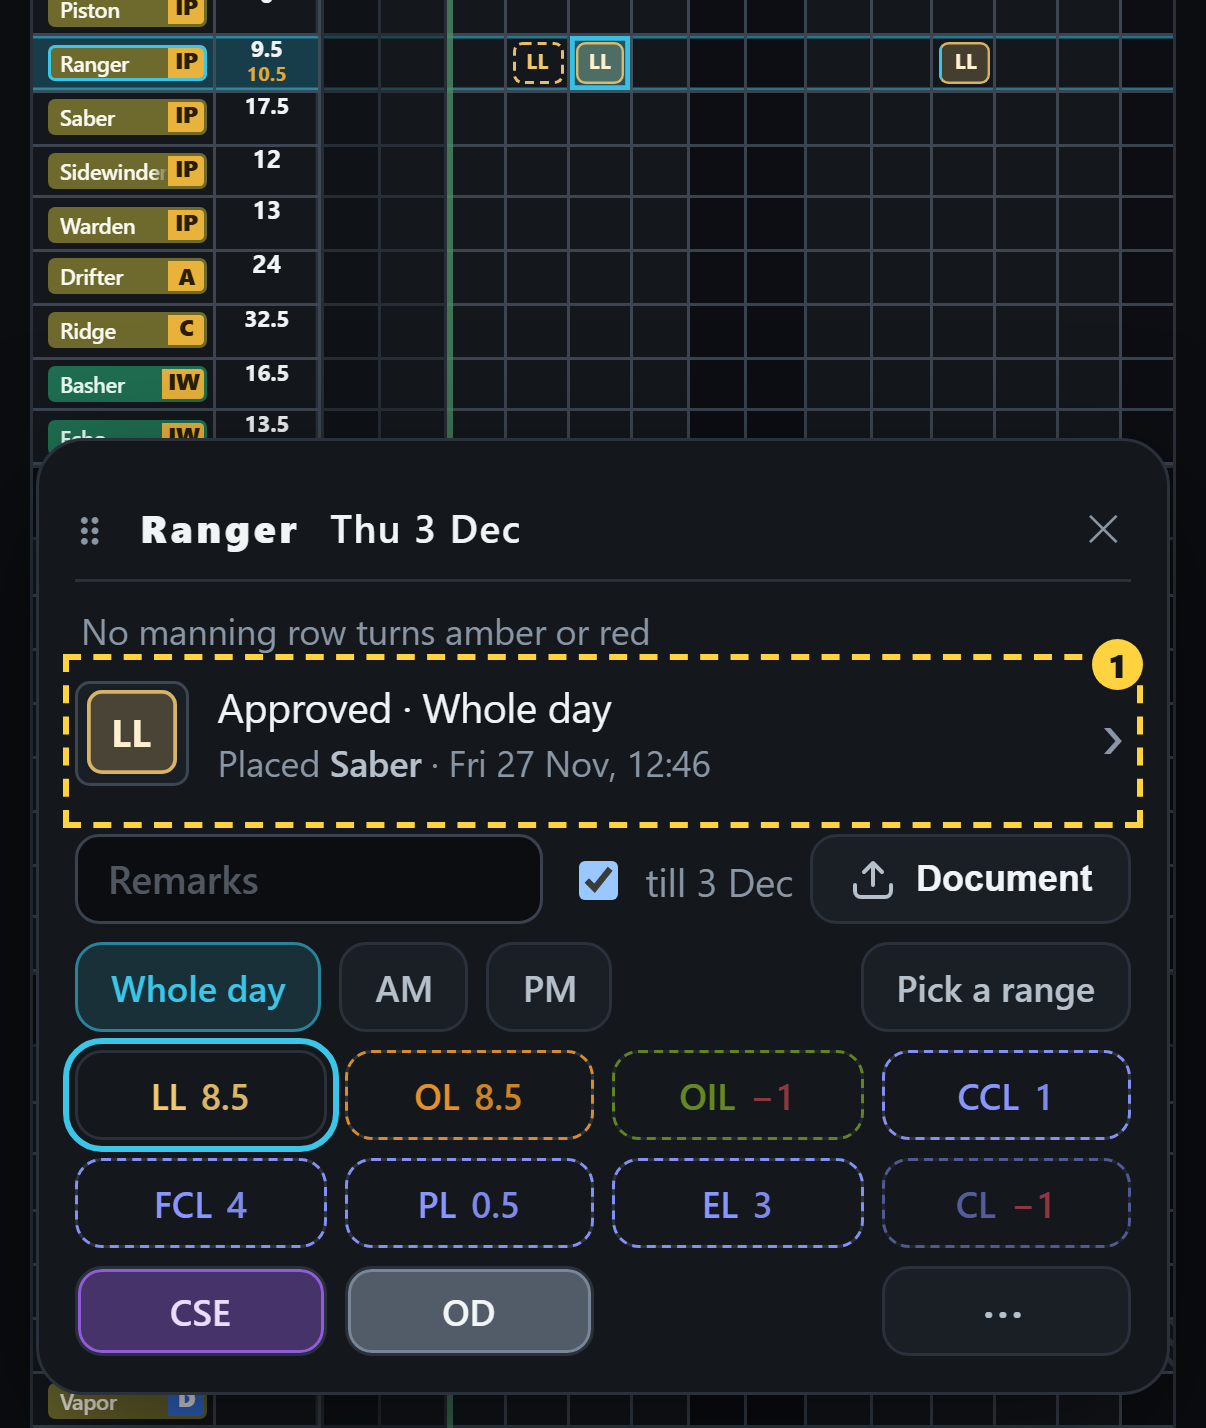 Piston IP
Ranger IP 9.5 LL LL LL
10.5
Saber IP 17.5
Sidewinder IP 12
Warden IP 13
Drifter A 24
Ridge C 32.5
Basher IW 16.5
Echo IW 13.5
Ranger Thu 3 Dec
No manning row turns amber or red
1
LL Approved · Whole day
Placed Saber · Fri 27 Nov, 12:46
Remarks till 3 Dec Document
Whole day AM PM Pick a range
LL 8.5 OL 8.5 OIL −1 CCL 1
FCL 4 PL 0.5 EL 3 CL −1
CSE OD ...
Vapor D